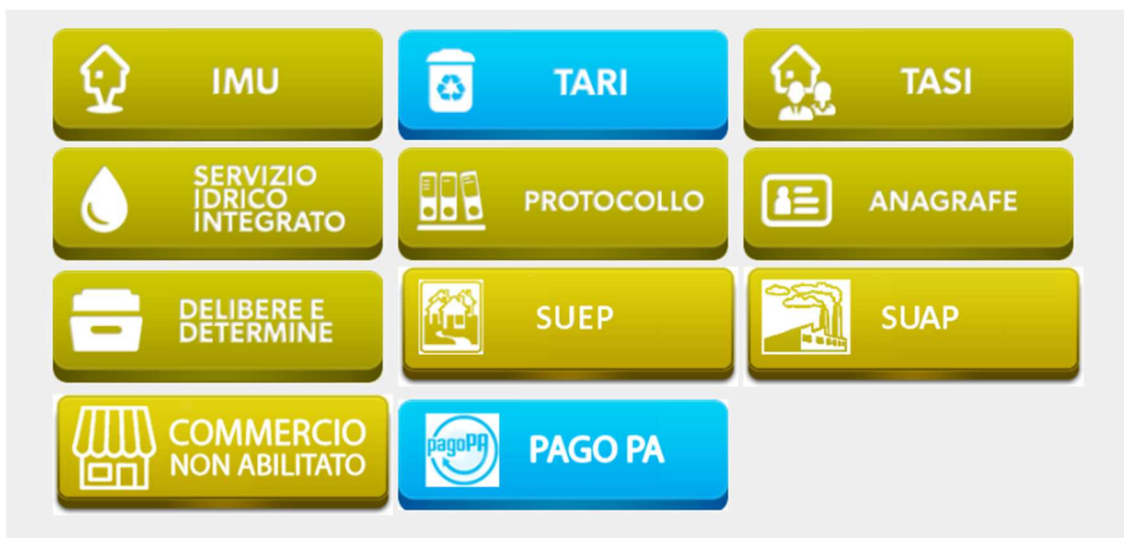 IMU
TARI
TASI
SERVIZIO
IDRICO
INTEGRATO
PROTOCOLLO
ANAGRAFE
DELIBERE E
DETERMINE
SUEP
SUAP
COMMERCIO
NON ABILITATO
pagoPA
PAGO PA